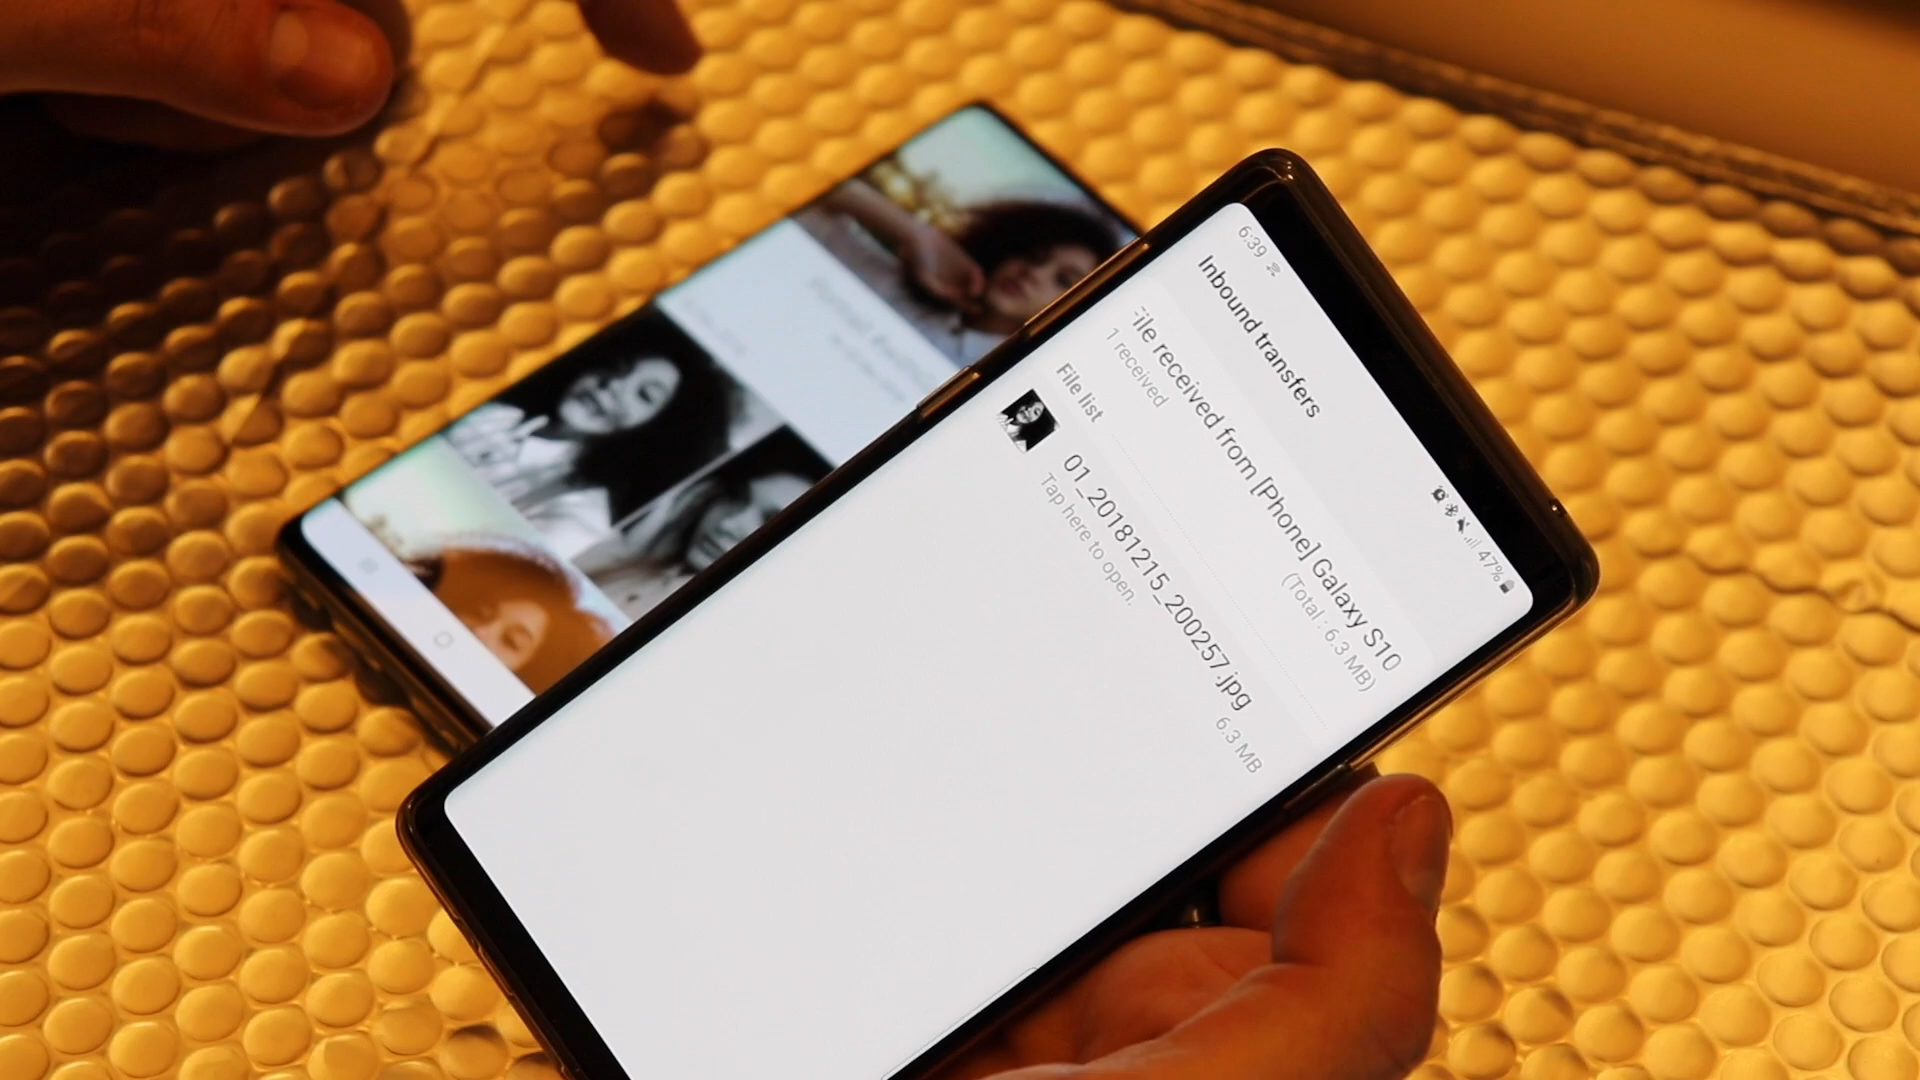 6:39
47%
Inbound transfers
File received from [Phone] Galaxy S10
1 received
(Total : 6.3 MB)
File list
01_20181215_200257.jpg
Tap here to open.
6.3 MB